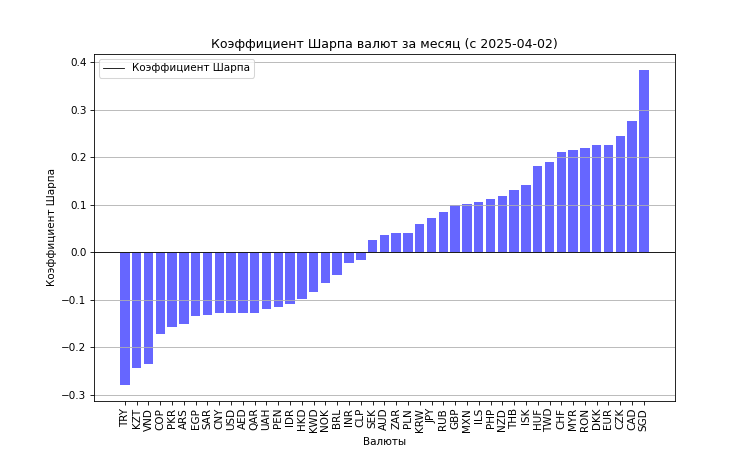 Коэффициент Шарпа валют за месяц (с 2025-04-02)
Коэффициент Шарпа
0.4
0.3
0.2
0.1
0.0
−0.1
−0.2
−0.3
Коэффициент Шарпа
TRY KZT VND COP PKR ARS EGP SAR CNY USD AED QAR UAH PEN IDR HKD KWD NOK BRL INR CLP SEK AUD ZAR PLN KRW JPY RUB GBP MXN ILS PHP NZD THB ISK HUF TWD CHF MYR RON DKK EUR CZK CAD SGD
Валюты